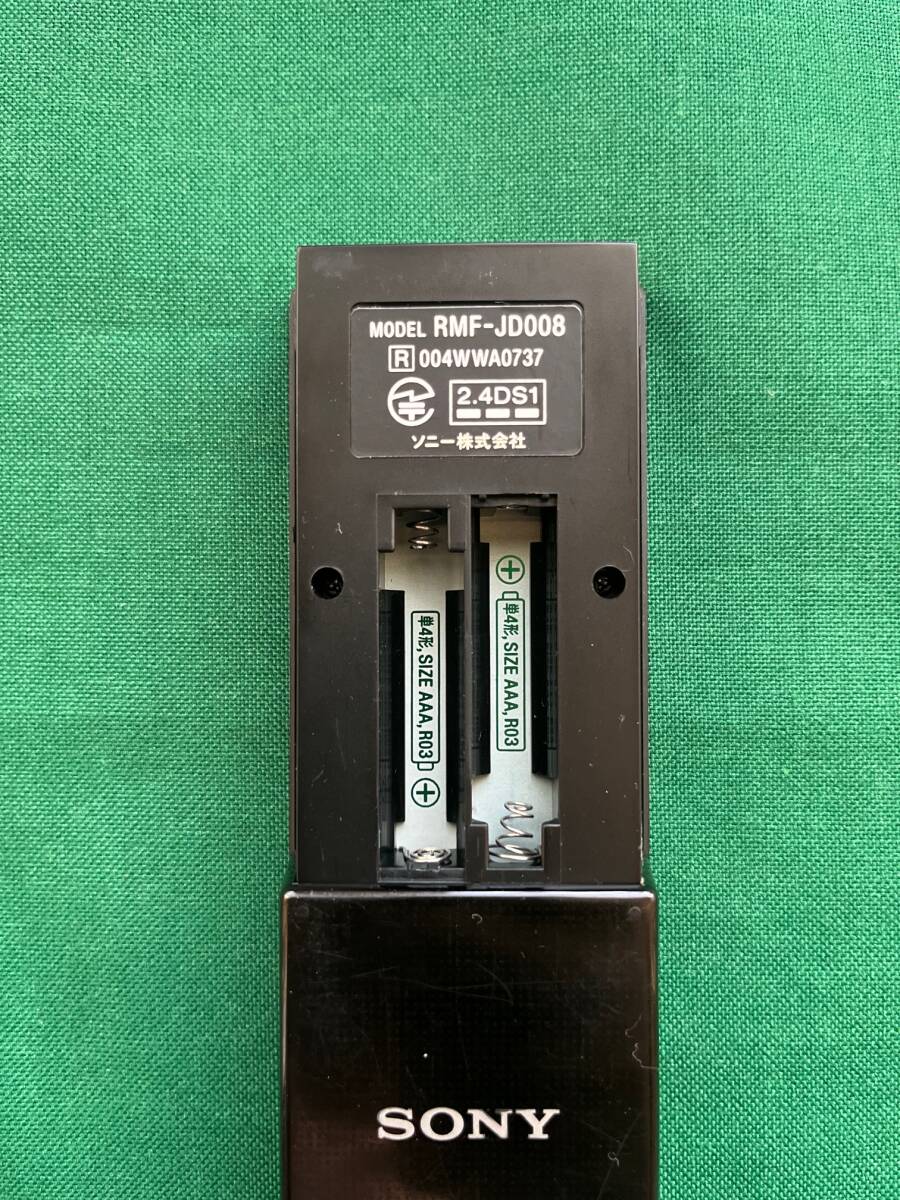 MODEL RMF-JD008
R 004WWA0737
2.4DS1
ソニー株式会社
単4形, SIZE AAA, R03
単4形, SIZE AAA, R03
SONY